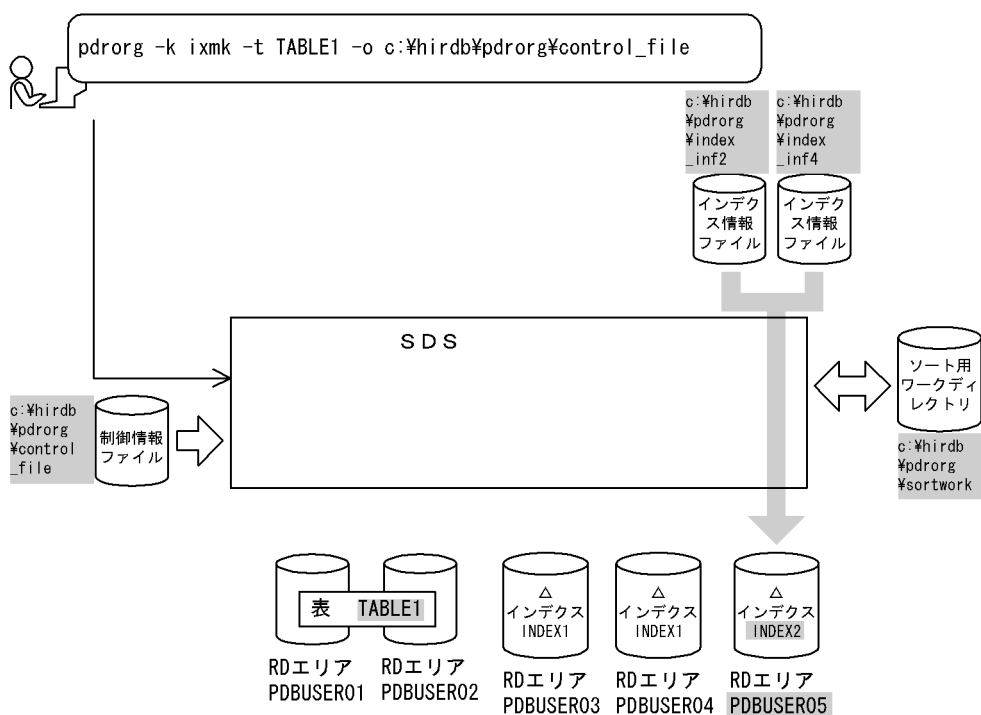 pdrorg -k ixmk -t TABLE1 -o c:¥hirdb¥pdrorg¥control_file
c:¥hirdb
¥pdrorg
¥index
_inf2
c:¥hirdb
¥pdrorg
¥index
_inf4
インデク
ス情報
ファイル
インデク
ス情報
ファイル
ＳＤＳ
c:¥hirdb
¥pdrorg
¥control
_file
制御情報
ファイル
ソート用
ワークディ
レクトリ
c:¥hirdb
¥pdrorg
¥sortwork
表 TABLE1
RDエリア
PDBUSER01
RDエリア
PDBUSER02
△
インデクス
INDEX1
RDエリア
PDBUSER03
△
インデクス
INDEX1
RDエリア
PDBUSER04
△
インデクス
INDEX2
RDエリア
PDBUSER05